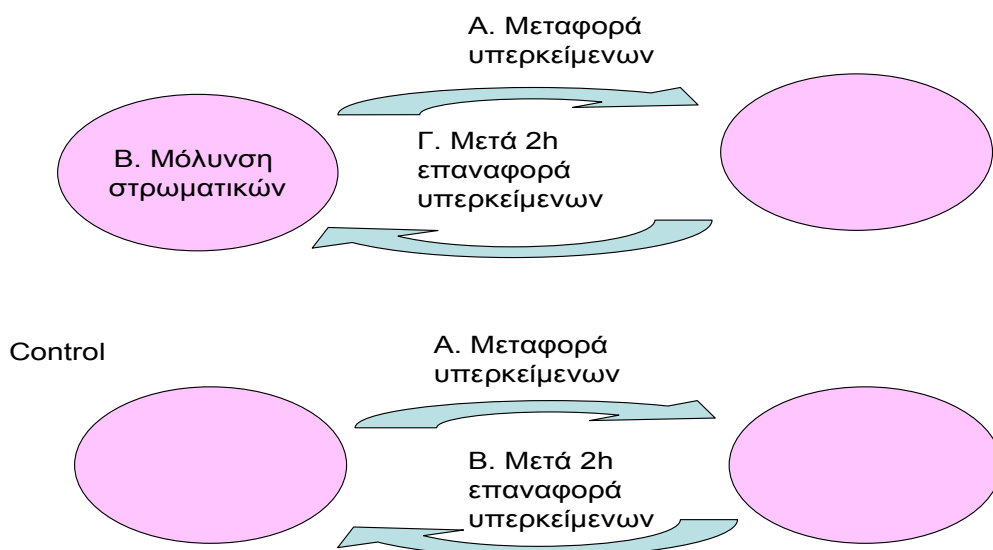 Α. Μεταφορά
υπερκείμενων
Β. Μόλυνση
στρωματικών
Γ. Μετά 2h
επαναφορά
υπερκείμενων
Control
Α. Μεταφορά
υπερκείμενων
Β. Μετά 2h
επαναφορά
υπερκείμενων